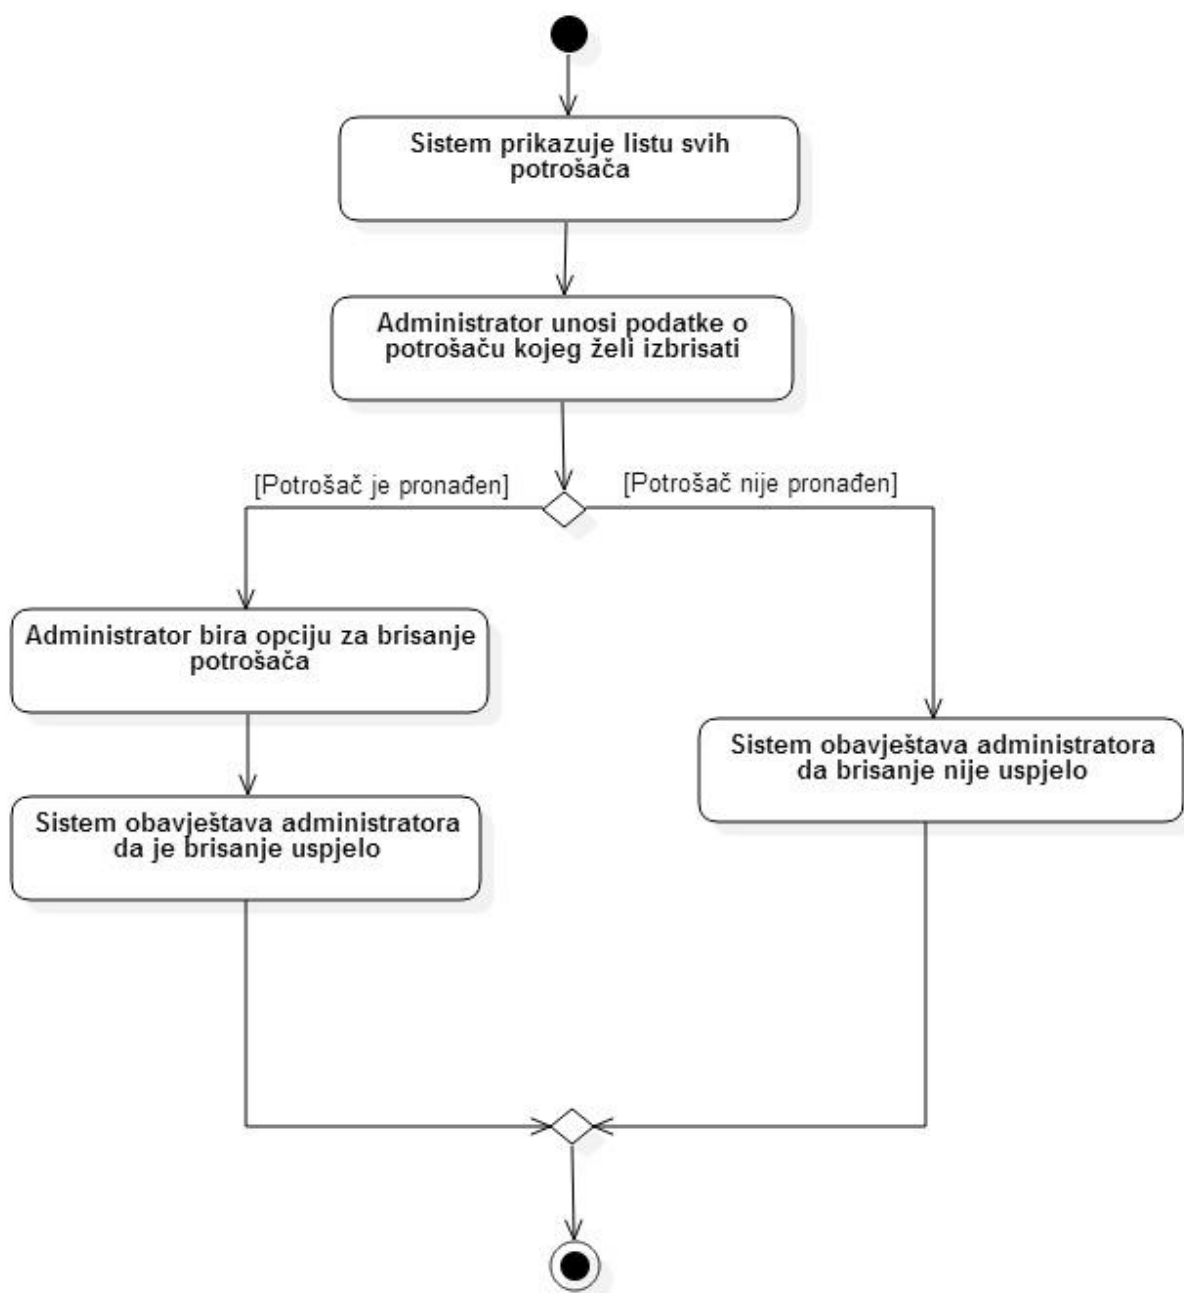 Sistem prikazuje listu svih
potrošača
Administrator unosi podatke o
potrošaču kojeg želi izbrisati
[Potrošač je pronađen]
[Potrošač nije pronađen]
Administrator bira opciju za brisanje
potrošača
Sistem obavještava administratora
da brisanje nije uspjelo
Sistem obavještava administratora
da je brisanje uspjelo